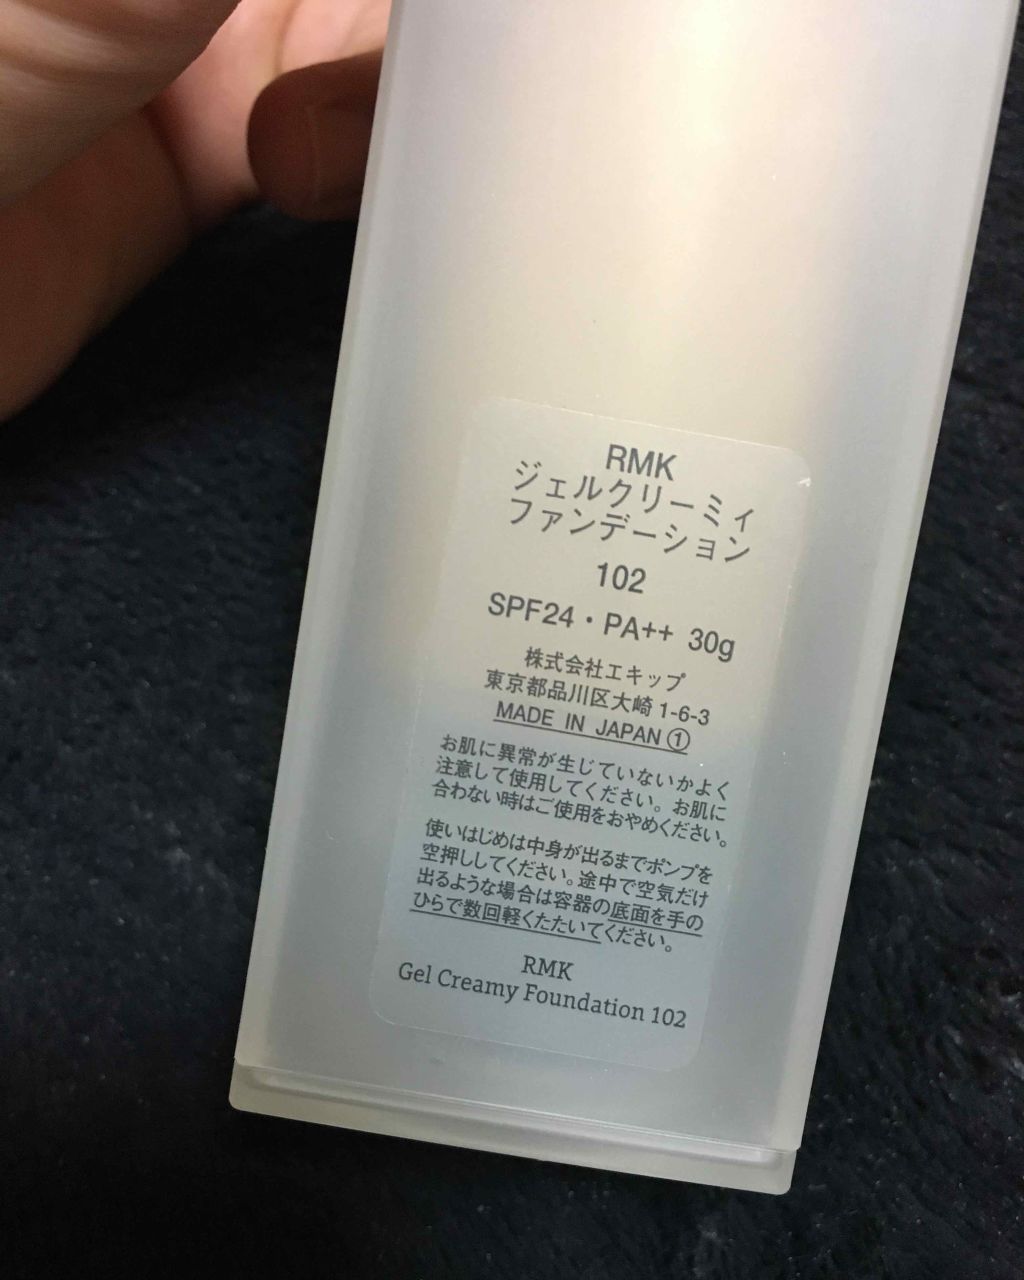 RMK
ジェルクリーミィ
ファンデーション
102
SPF24・PA++ 30g
株式会社エキップ
東京都品川区大崎1-6-3
MADE IN JAPAN ①
お肌に異常が生じていないかよく
注意して使用してください。お肌に
合わない時はご使用をおやめください。
使いはじめは中身が出るまでポンプを
空押ししてください。途中で空気だけ
出るような場合は容器の底面を手の
ひらで数回軽くたたいてください。
RMK
Gel Creamy Foundation 102